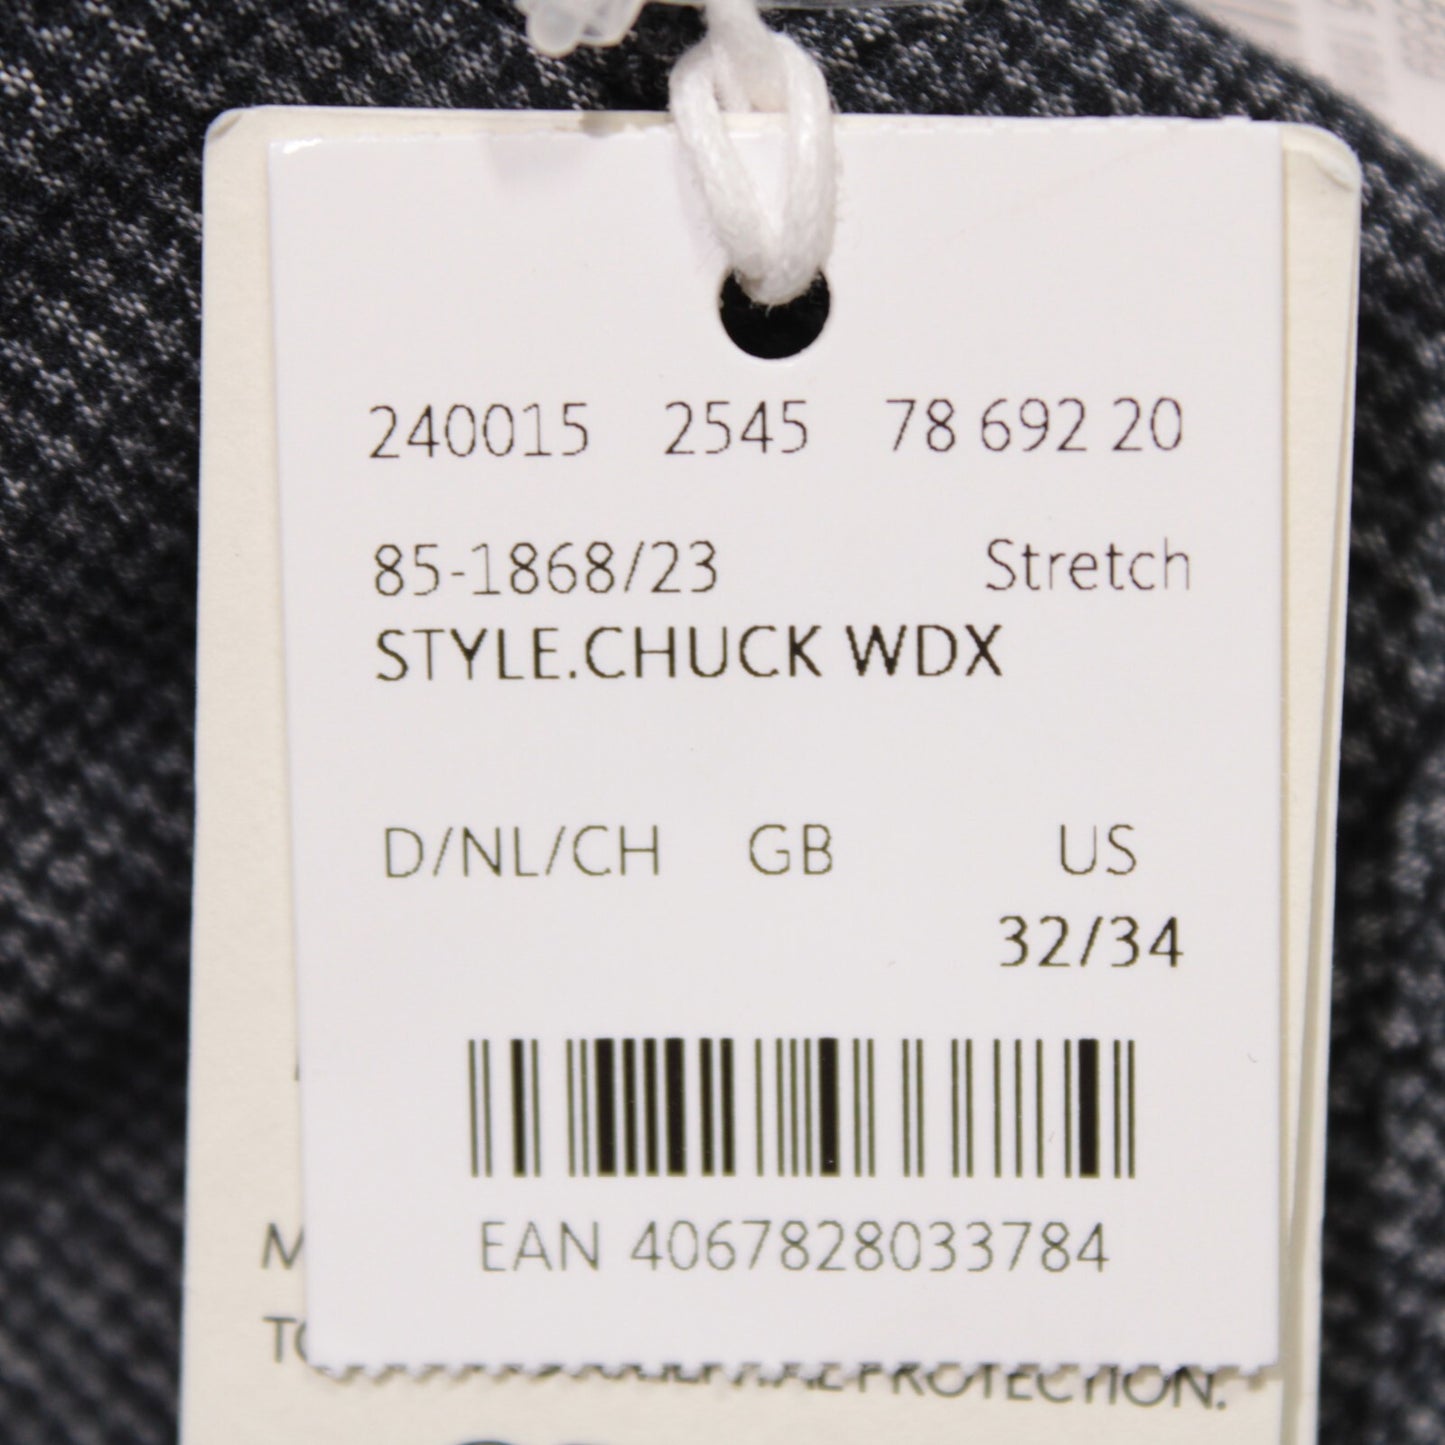 240015 2545 78 692 20
85-1868/23 Stretch
STYLE.CHUCK WDX
D/NL/CH GB US
32/34
EAN 4067828033784
PROTECTION.